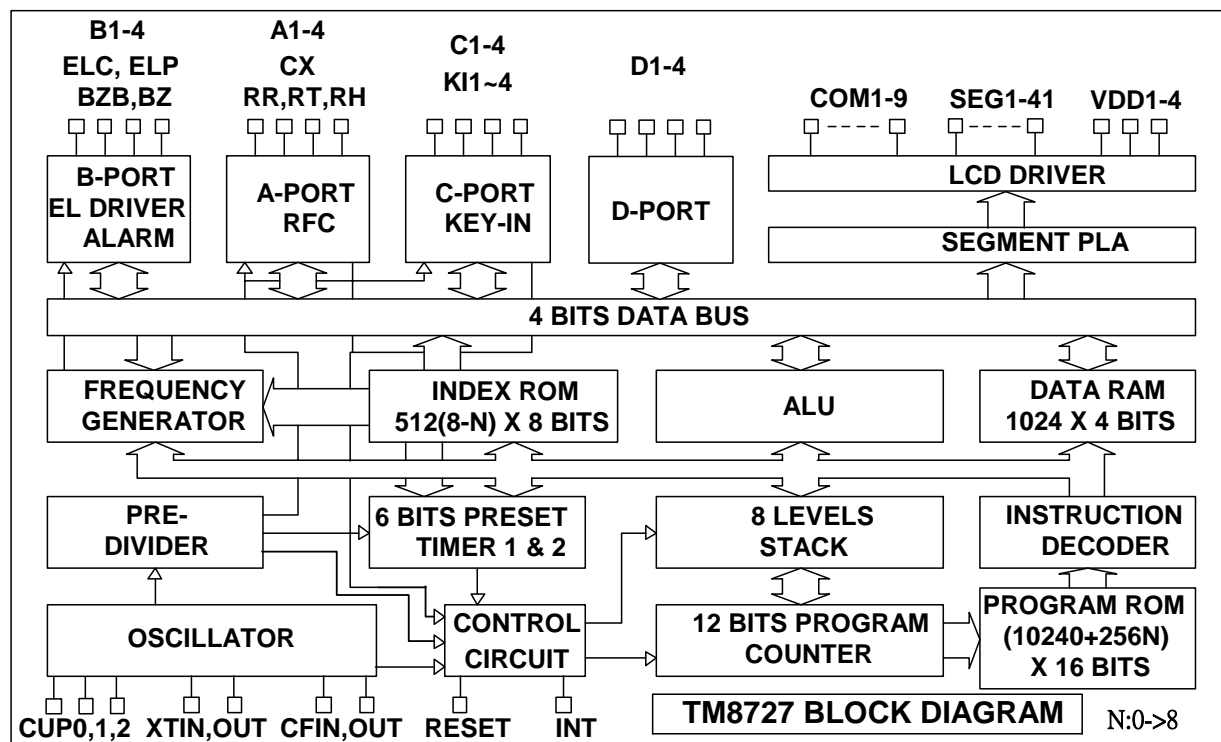 B1-4
ELC, ELP
BZB,BZ
A1-4
CX
RR,RT,RH
C1-4
KI1~4
D1-4
COM1-9
SEG1-41
VDD1-4
B-PORT
EL DRIVER
ALARM
A-PORT
RFC
C-PORT
KEY-IN
D-PORT
LCD DRIVER
SEGMENT PLA
4 BITS DATA BUS
FREQUENCY
GENERATOR
INDEX ROM
512(8-N) X 8 BITS
ALU
DATA RAM
1024 X 4 BITS
PRE-
DIVIDER
6 BITS PRESET
TIMER 1 & 2
8 LEVELS
STACK
INSTRUCTION
DECODER
OSCILLATOR
CONTROL
CIRCUIT
12 BITS PROGRAM
COUNTER
PROGRAM ROM
(10240+256N)
X 16 BITS
CUP0,1,2
XTIN,OUT
CFIN,OUT
RESET
INT
TM8727 BLOCK DIAGRAM
N:0->8